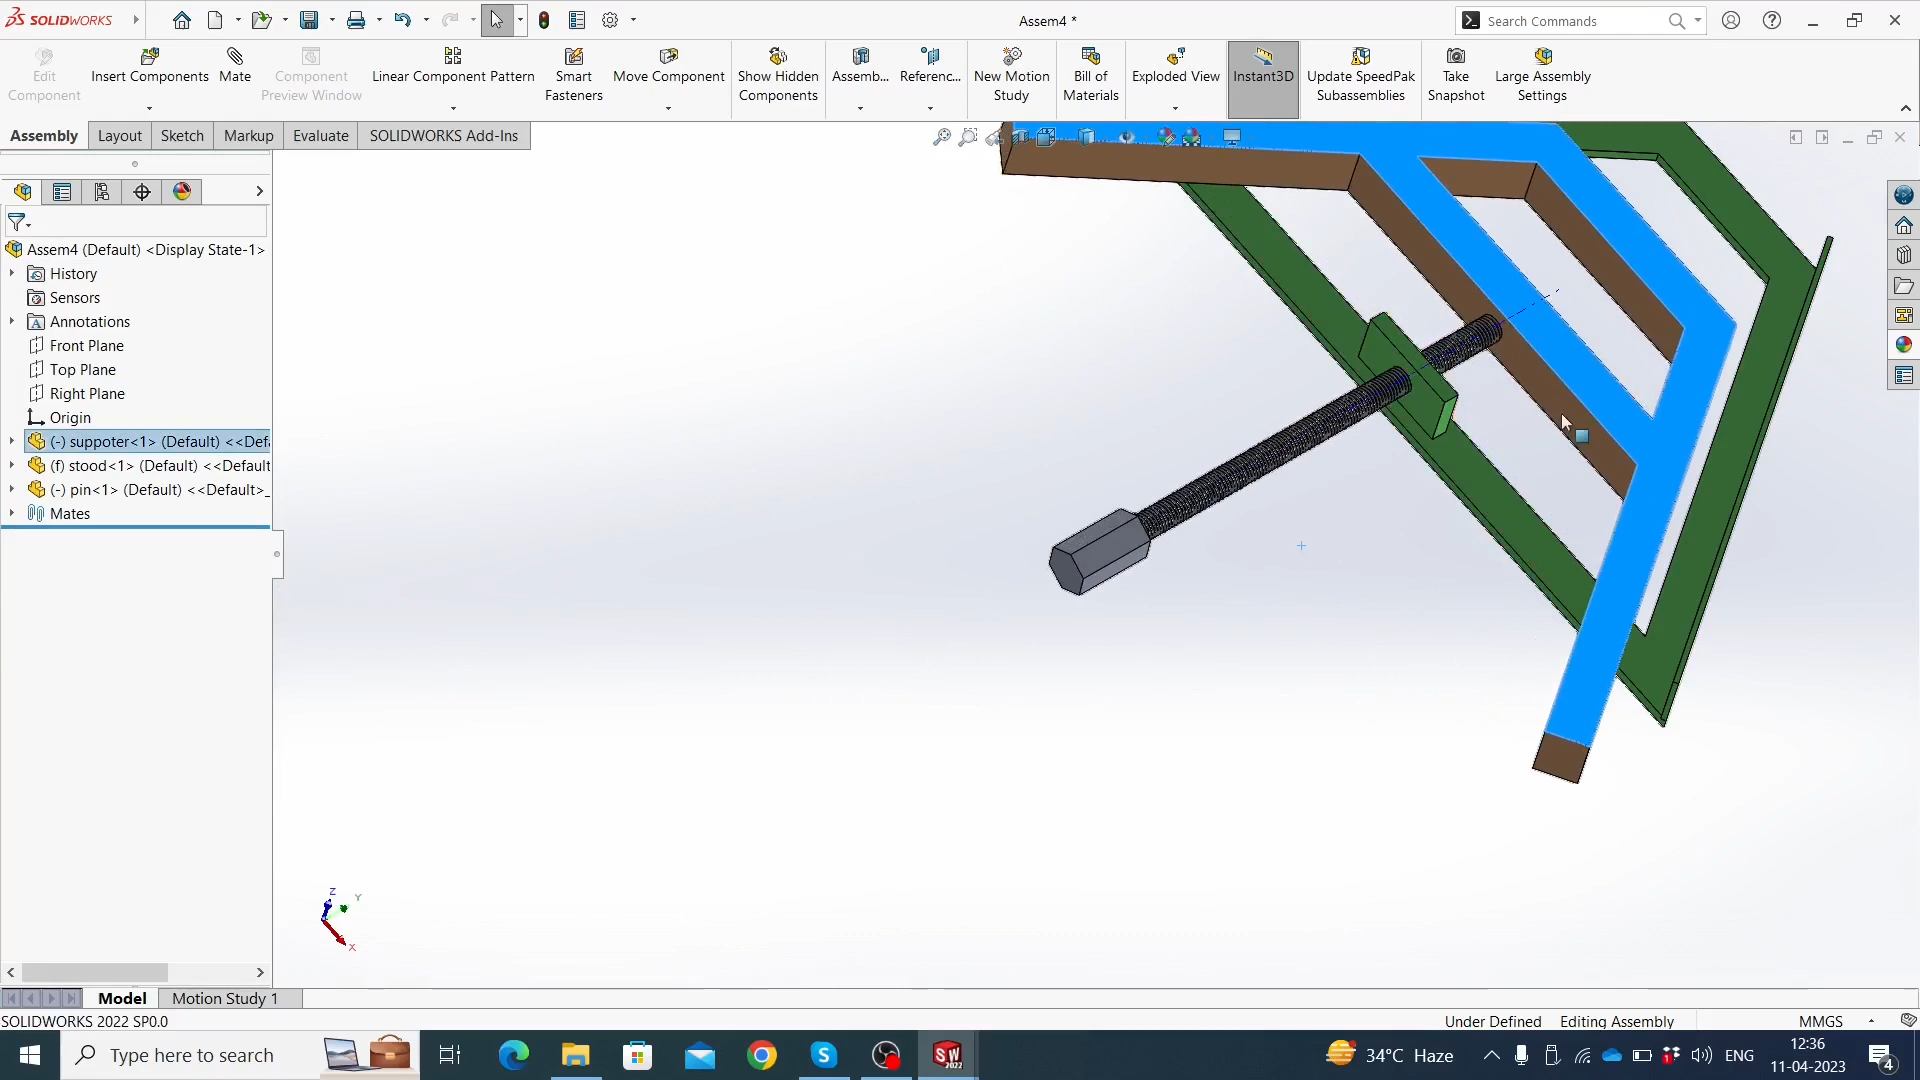 SOLIDWORKS
Assem4 *
Search Commands
Edit Component
Insert Components
Mate
Component Preview Window
Linear Component Pattern
Smart Fasteners
Move Component
Show Hidden Components
Assemb...
Referenc...
New Motion Study
Bill of Materials
Exploded View
Instant3D
Update SpeedPak Subassemblies
Take Snapshot
Large Assembly Settings
Assembly
Layout
Sketch
Markup
Evaluate
SOLIDWORKS Add-Ins
Assem4 (Default) <Display State-1>
History
Sensors
Annotations
Front Plane
Top Plane
Right Plane
Origin
(-) suppoter<1> (Default) <<Def
(f) stood<1> (Default) <<Default
(-) pin<1> (Default) <<Default>_
Mates
Z
Y
X
Model
Motion Study 1
SOLIDWORKS 2022 SP0.0
Under Defined
Editing Assembly
MMGS
Type here to search
SW
2022
34°C Haze
ENG
12:36
11-04-2023
4